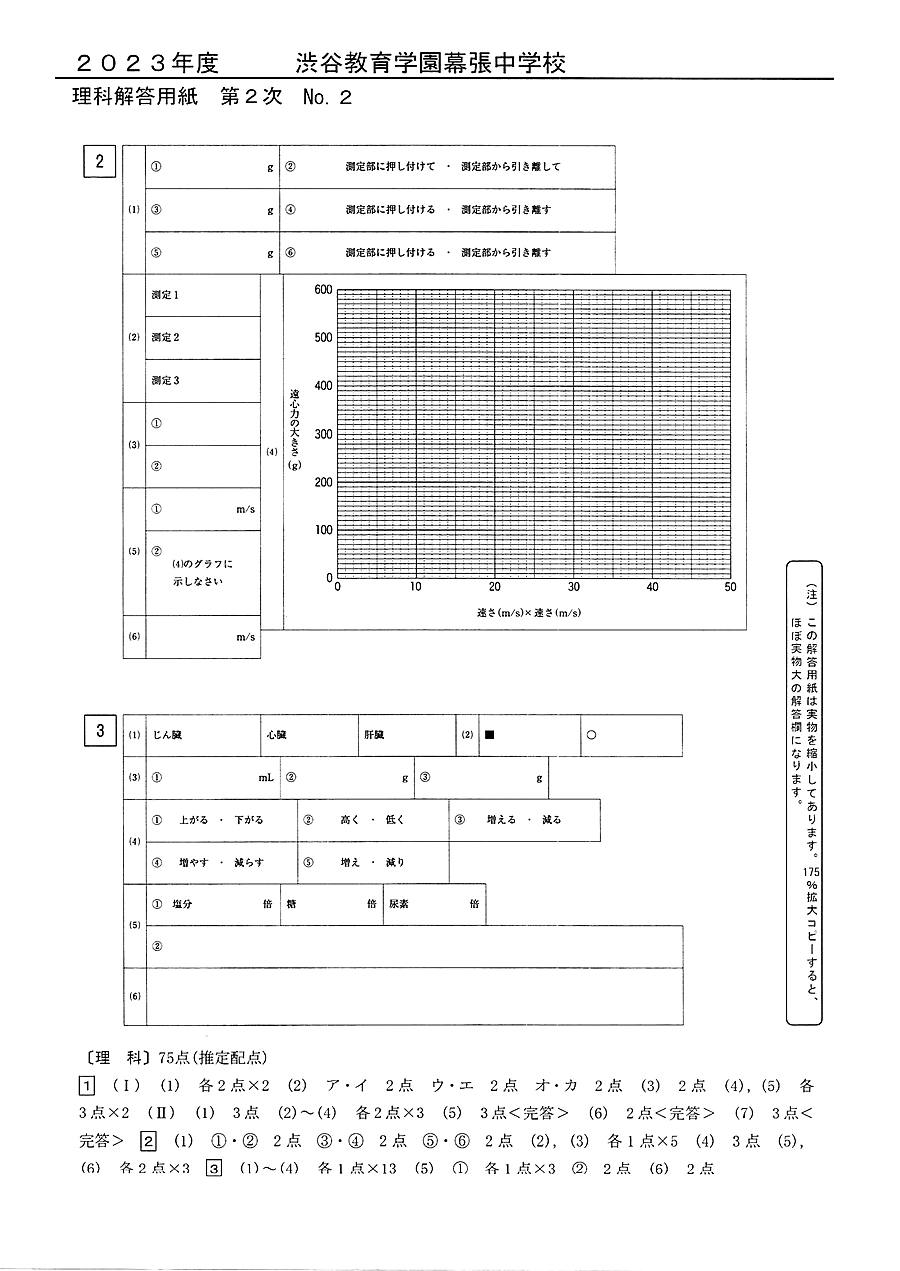 2023年度 渋谷教育学園幕張中学校
理科解答用紙 第2次 No.2
2
(1)
① g ② 測定部に押し付けて ・ 測定部から引き離して
③ g ④ 測定部に押し付ける ・ 測定部から引き離す
⑤ g ⑥ 測定部に押し付ける ・ 測定部から引き離す
(2)
測定1
測定2
測定3
(3)
①
②
(4)
遠心力の大きさ(g)
600
500
400
300
200
100
0
0 10 20 30 40 50
速さ(m/s)×速さ(m/s)
(5)
① m/s
②
(4)のグラフに
示しなさい
(6) m/s
3
(1) じん臓 心臓 肝臓 (2) ■ ○
(3) ① mL ② g ③ g
(4)
① 上がる ・ 下がる ② 高く ・ 低く ③ 増える ・ 減る
④ 増やす ・ 減らす ⑤ 増え ・ 減り
(5)
① 塩分 倍 糖 倍 尿素 倍
②
(6)
(注) この解答用紙は実物を縮小してあります。175%拡大コピーすると、
ほぼ実物大の解答欄になります。
〔理 科〕75点(推定配点)
1 (Ⅰ) (1) 各2点×2 (2) ア・イ 2点 ウ・エ 2点 オ・カ 2点 (3) 2点 (4),(5) 各
3点×2 (Ⅱ) (1) 3点 (2)～(4) 各2点×3 (5) 3点<完答> (6) 2点<完答> (7) 3点<
完答> 2 (1) ①・② 2点 ③・④ 2点 ⑤・⑥ 2点 (2),(3) 各1点×5 (4) 3点 (5),
(6) 各2点×3 3 (1)～(4) 各1点×13 (5) ① 各1点×3 ② 2点 (6) 2点